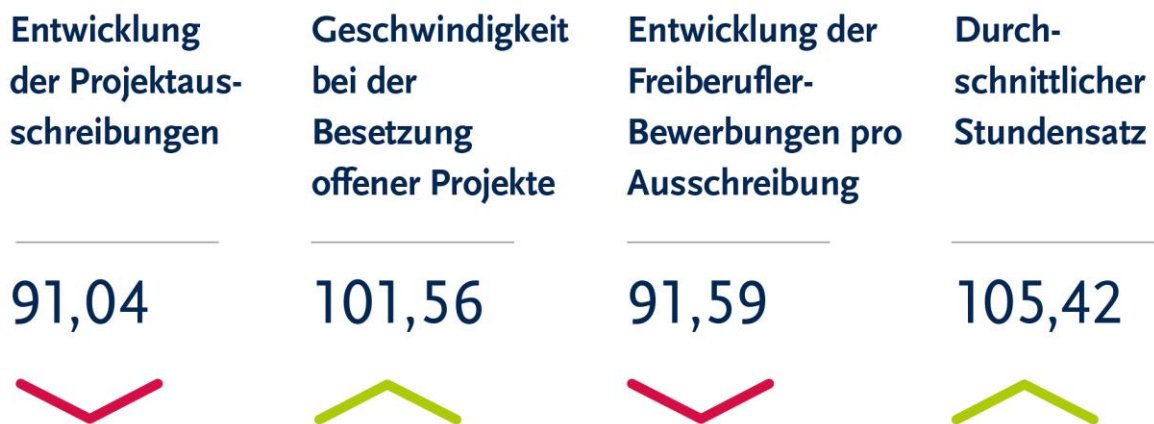 Entwicklung
der Projektaus-
schreibungen
91,04
Geschwindigkeit
bei der
Besetzung
offener Projekte
101,56
Entwicklung der
Freiberufler-
Bewerbungen pro
Ausschreibung
91,59
Durch-
schnittlicher
Stundensatz
105,42